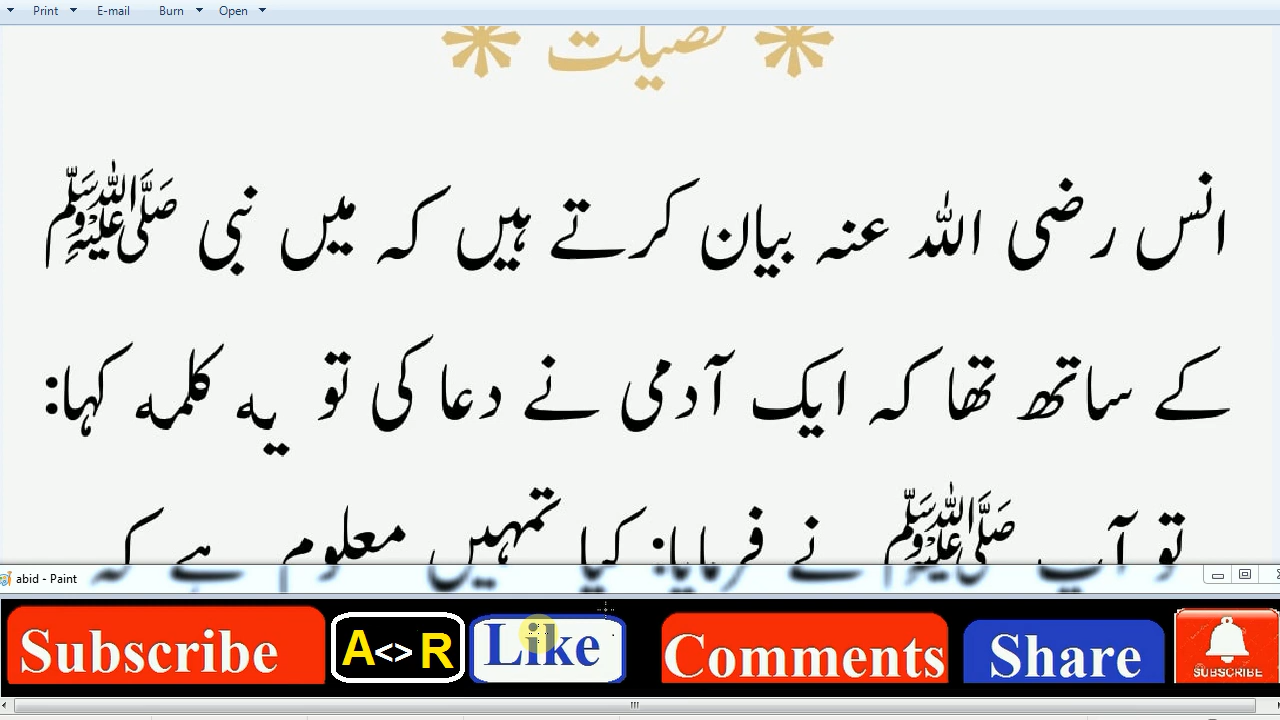 Print E-mail Burn Open
فضیلت
انس رضی اللہ عنہ بیان کرتے ہیں کہ میں نبی ﷺ
کے ساتھ تھا کہ ایک آدمی نے دعا کی تو یہ کلمہ کہا:
تو آپ ﷺ نے فرمایا: کیا تمہیں معلوم ہے کہ
abid - Paint
Subscribe A<>R Like Comments Share SUBSCRIBE